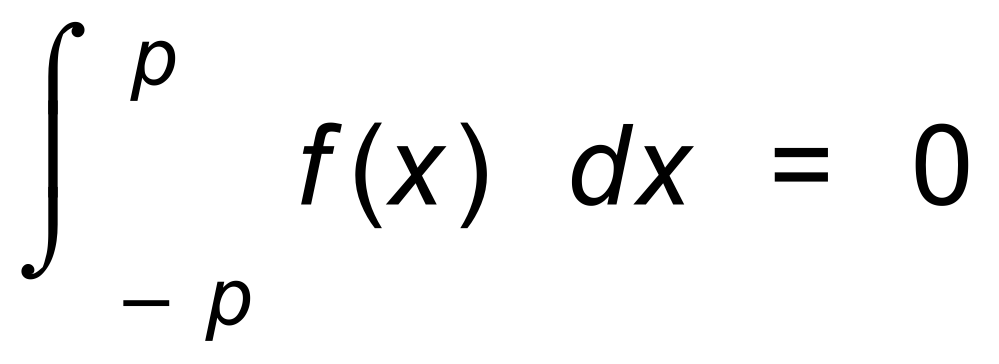 ∫ p
f(x) dx = 0
− p